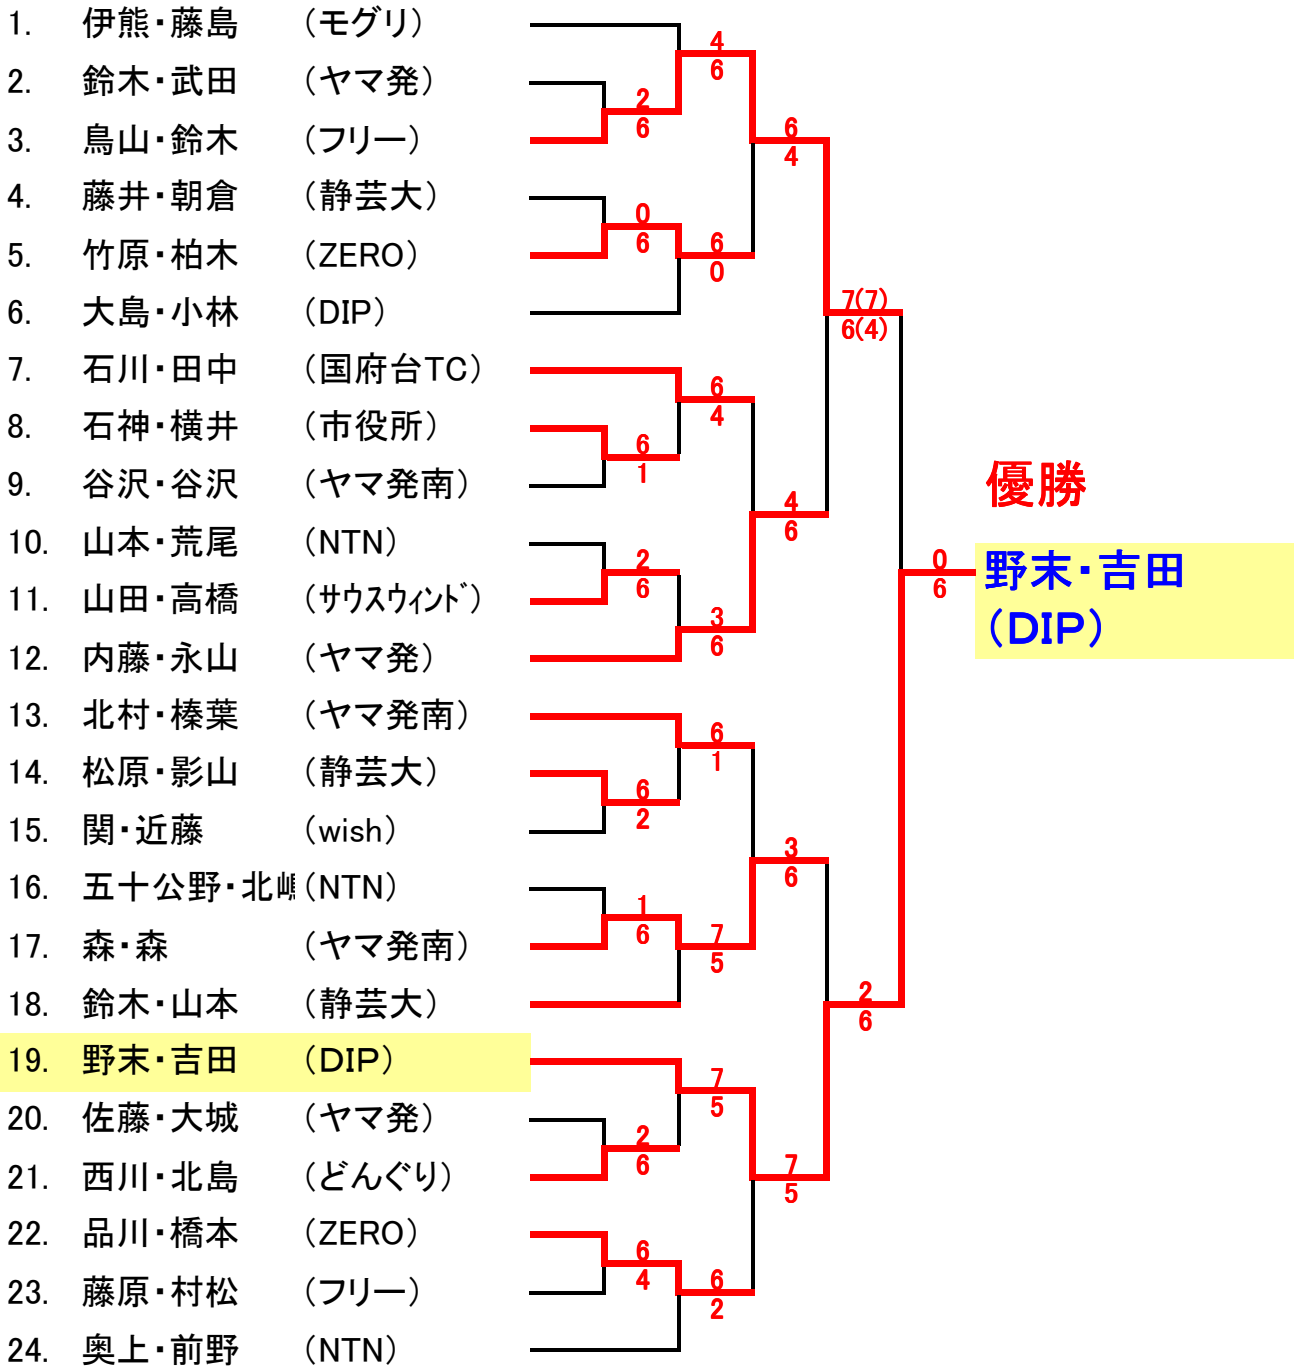 1. 伊熊・藤島 （モグリ）
4
6
2. 鈴木・武田 （ヤマ発）
2
6
3. 鳥山・鈴木 （フリー）
6
4
4. 藤井・朝倉 （静芸大）
0
6
5. 竹原・柏木 （ZERO）
6
0
6. 大島・小林 （DIP）
7(7)
6(4)
7. 石川・田中 （国府台TC）
6
4
8. 石神・横井 （市役所）
6
1
9. 谷沢・谷沢 （ヤマ発南）
優勝
4
6
10. 山本・荒尾 （NTN）
2
6
0
6
野末・吉田
（DIP）
11. 山田・高橋 （サウスウィンド）
3
6
12. 内藤・永山 （ヤマ発）
13. 北村・榛葉 （ヤマ発南）
6
1
14. 松原・影山 （静芸大）
6
2
15. 関・近藤 （wish）
3
6
16. 五十公野・北嶋 （NTN）
1
6
17. 森・森 （ヤマ発南）
7
5
18. 鈴木・山本 （静芸大）
2
6
19. 野末・吉田 （DIP）
7
5
20. 佐藤・大城 （ヤマ発）
2
6
21. 西川・北島 （どんぐり）
7
5
22. 品川・橋本 （ZERO）
6
4
23. 藤原・村松 （フリー）
6
2
24. 奥上・前野 （NTN）